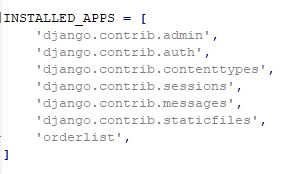 INSTALLED_APPS = [
    'django.contrib.admin',
    'django.contrib.auth',
    'django.contrib.contenttypes',
    'django.contrib.sessions',
    'django.contrib.messages',
    'django.contrib.staticfiles',
    'orderlist',
]